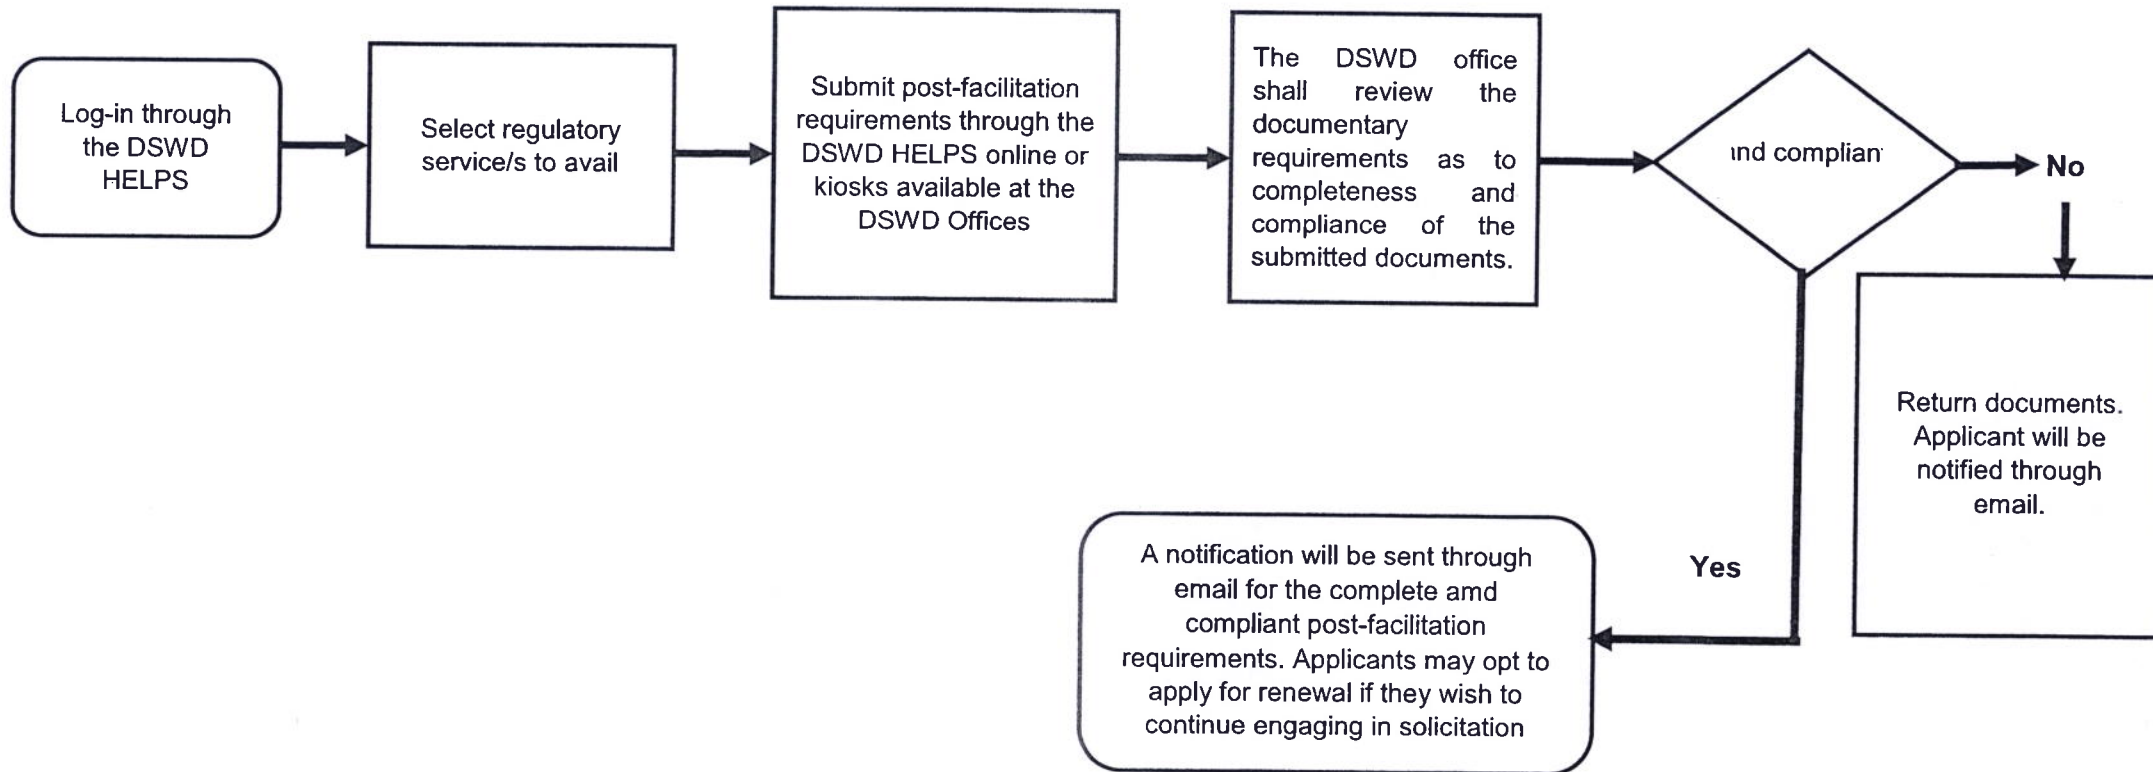 Log-in through
the DSWD
HELPS
Select regulatory
service/s to avail
Submit post-facilitation
requirements through the
DSWD HELPS online or
kiosks available at the
DSWD Offices
The DSWD office
shall review the
documentary
requirements as to
completeness and
compliance of the
submitted documents.
nd complian
No
Return documents.
Applicant will be
notified through
email.
Yes
A notification will be sent through
email for the complete amd
compliant post-facilitation
requirements. Applicants may opt to
apply for renewal if they wish to
continue engaging in solicitation